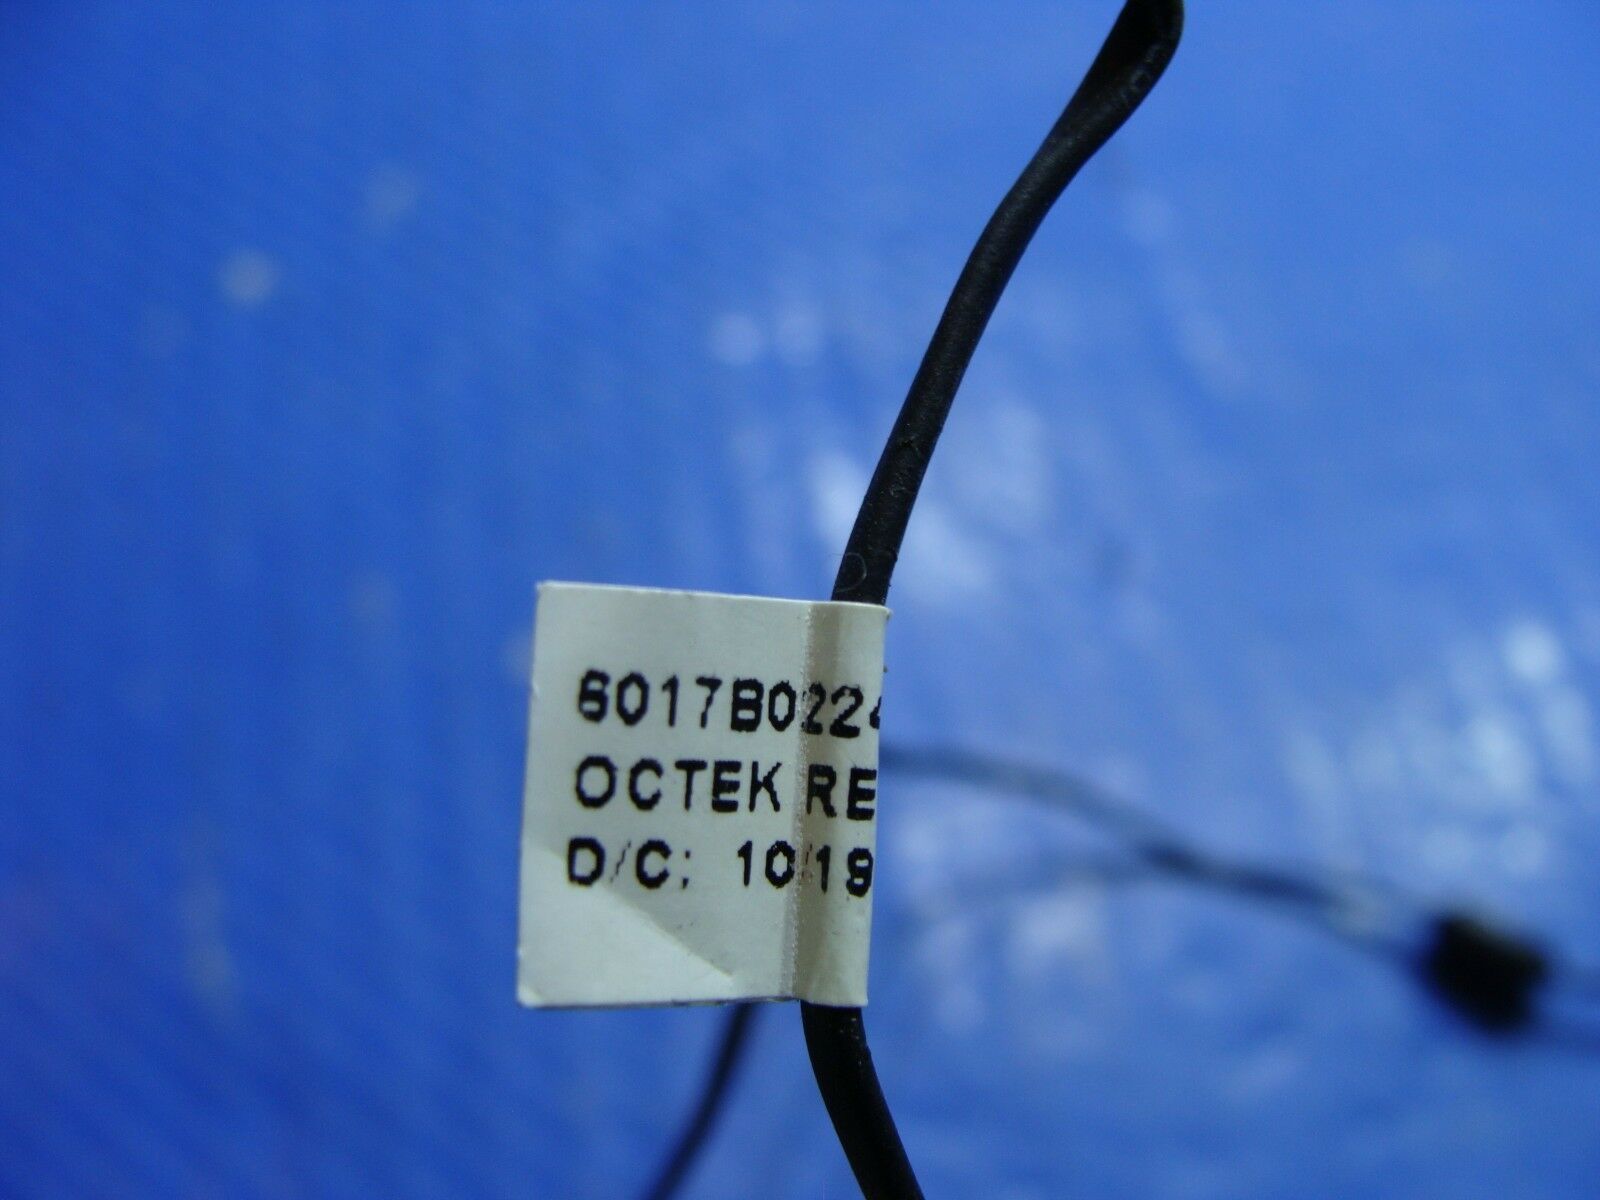 6017B0224
OCTEK RE
D/C: 10/19